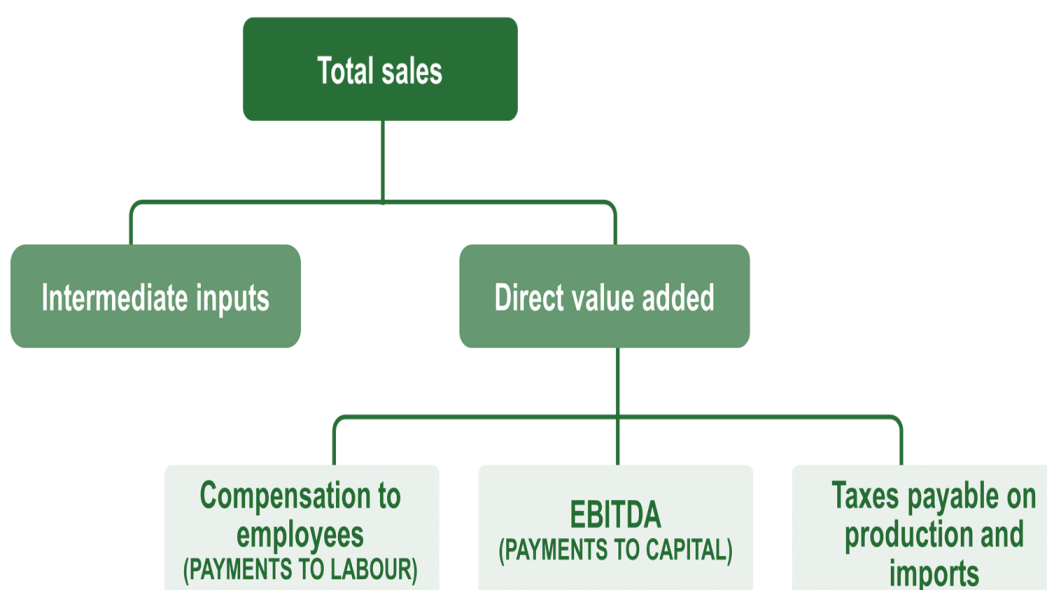 Total sales
Intermediate inputs
Direct value added
Compensation to
employees
(PAYMENTS TO LABOUR)
EBITDA
(PAYMENTS TO CAPITAL)
Taxes payable on
production and
imports